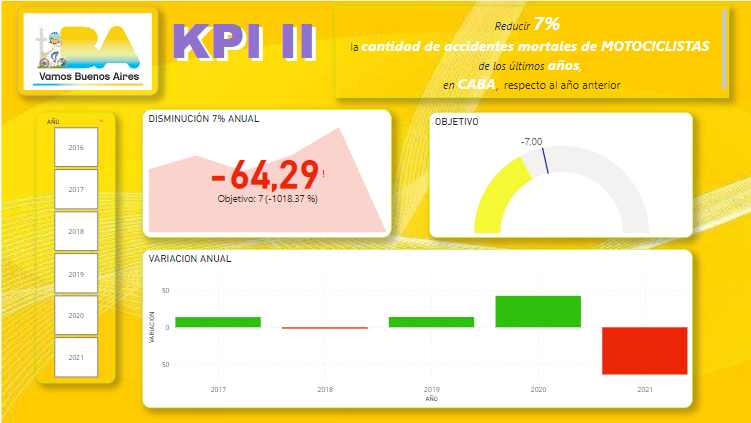 BA
Vamos Buenos Aires
KPI II
Reducir 7%
la cantidad de accidentes mortales de MOTOCICLISTAS
de los últimos años,
en CABA, respecto al año anterior
AÑO
2016
2017
2018
2019
2020
2021
DISMINUCIÓN 7% ANUAL
-64,29!
Objetivo: 7 (-1018.37 %)
OBJETIVO
-7,00
VARIACION ANUAL
VARIACION
50
0
50
2017
2018
2019
2020
2021
AÑO